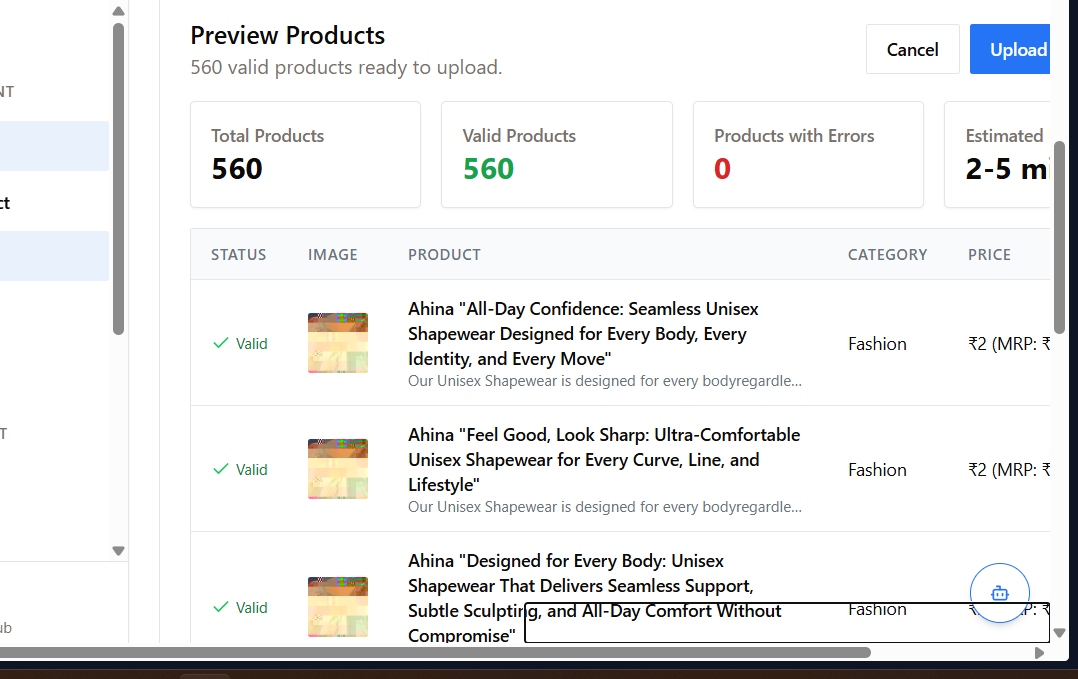 Preview Products
560 valid products ready to upload.
Cancel
Upload
NT
Total Products
560
Valid Products
560
Products with Errors
0
Estimated
2-5 m
ct
STATUS IMAGE PRODUCT CATEGORY PRICE
Ahina "All-Day Confidence: Seamless Unisex
Shapewear Designed for Every Body, Every
Identity, and Every Move"
Our Unisex Shapewear is designed for every bodyregardle...
Valid
Fashion
₹2 (MRP: ₹
T
Ahina "Feel Good, Look Sharp: Ultra-Comfortable
Unisex Shapewear for Every Curve, Line, and
Lifestyle"
Our Unisex Shapewear is designed for every bodyregardle...
Valid
Fashion
₹2 (MRP: ₹
Ahina "Designed for Every Body: Unisex
Shapewear That Delivers Seamless Support,
Subtle Sculpting, and All-Day Comfort Without
Compromise"
Valid
Fashion
ub